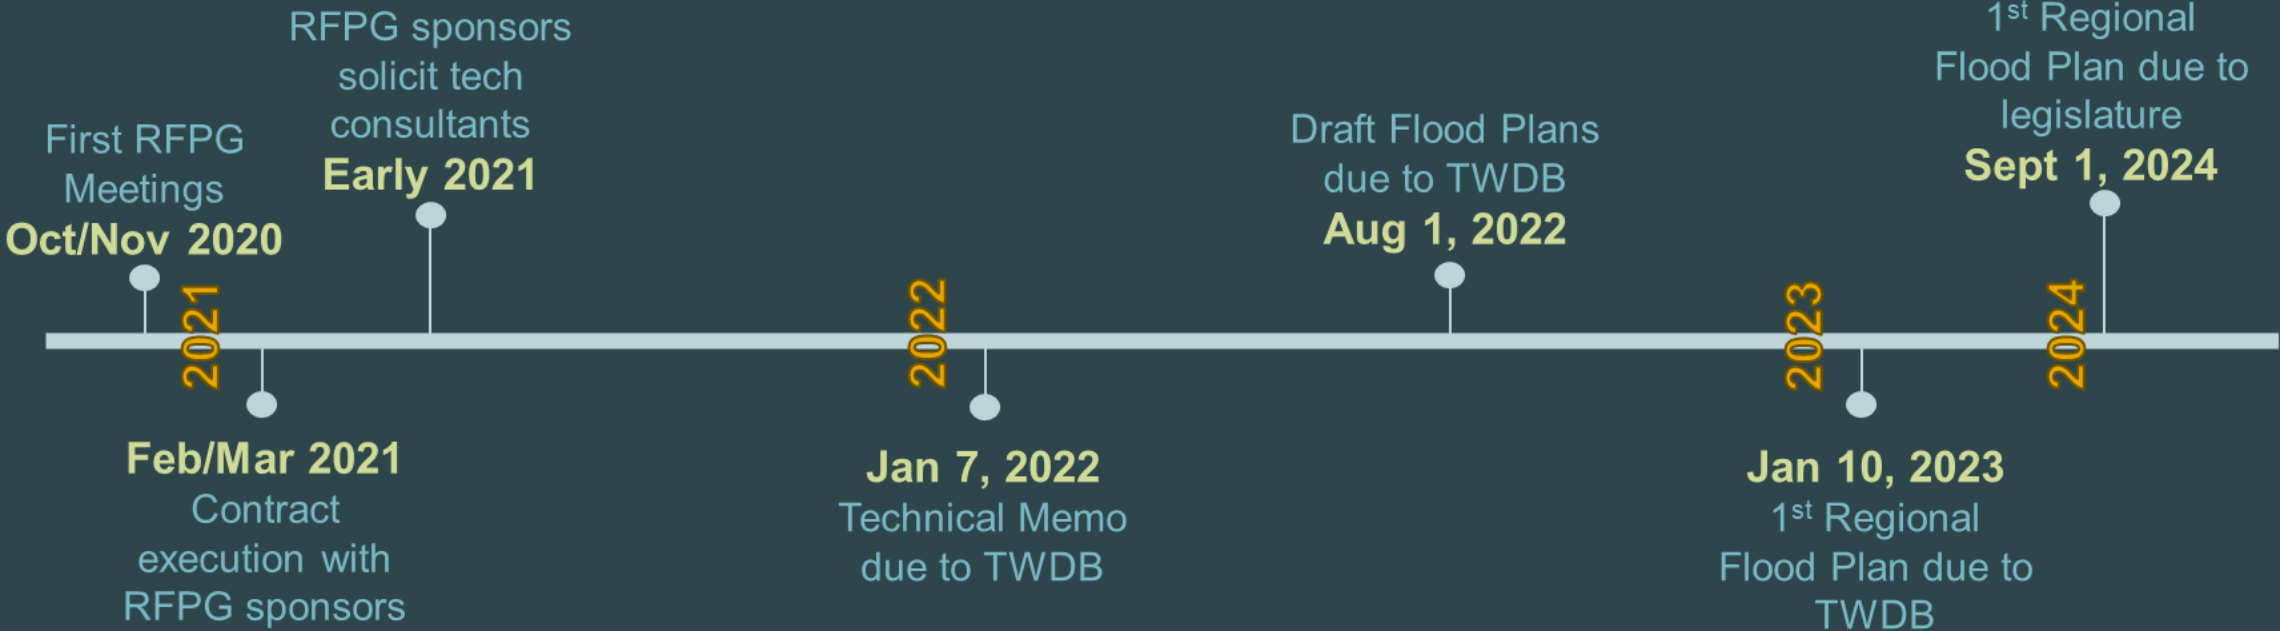 First RFPG
Meetings
Oct/Nov 2020
RFPG sponsors
solicit tech
consultants
Early 2021
Draft Flood Plans
due to TWDB
Aug 1, 2022
1st Regional
Flood Plan due to
legislature
Sept 1, 2024
2021
2022
2023
2024
Feb/Mar 2021
Contract
execution with
RFPG sponsors
Jan 7, 2022
Technical Memo
due to TWDB
Jan 10, 2023
1st Regional
Flood Plan due to
TWDB